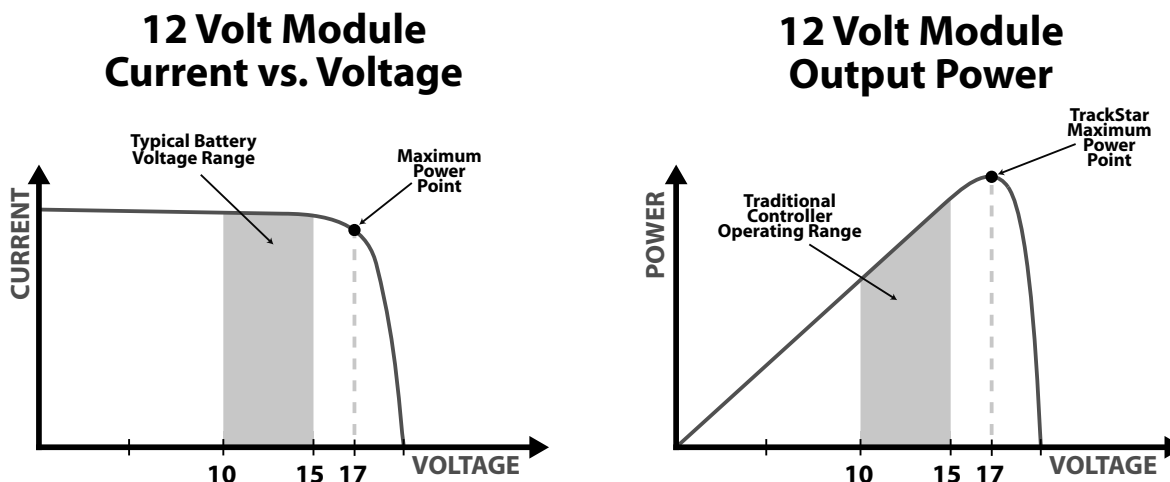 12 Volt Module
Current vs. Voltage
Typical Battery
Voltage Range
Maximum
Power
Point
CURRENT
10
15
17
VOLTAGE
12 Volt Module
Output Power
TrackStar
Maximum
Power
Point
Traditional
Controller
Operating Range
POWER
10
15
17
VOLTAGE